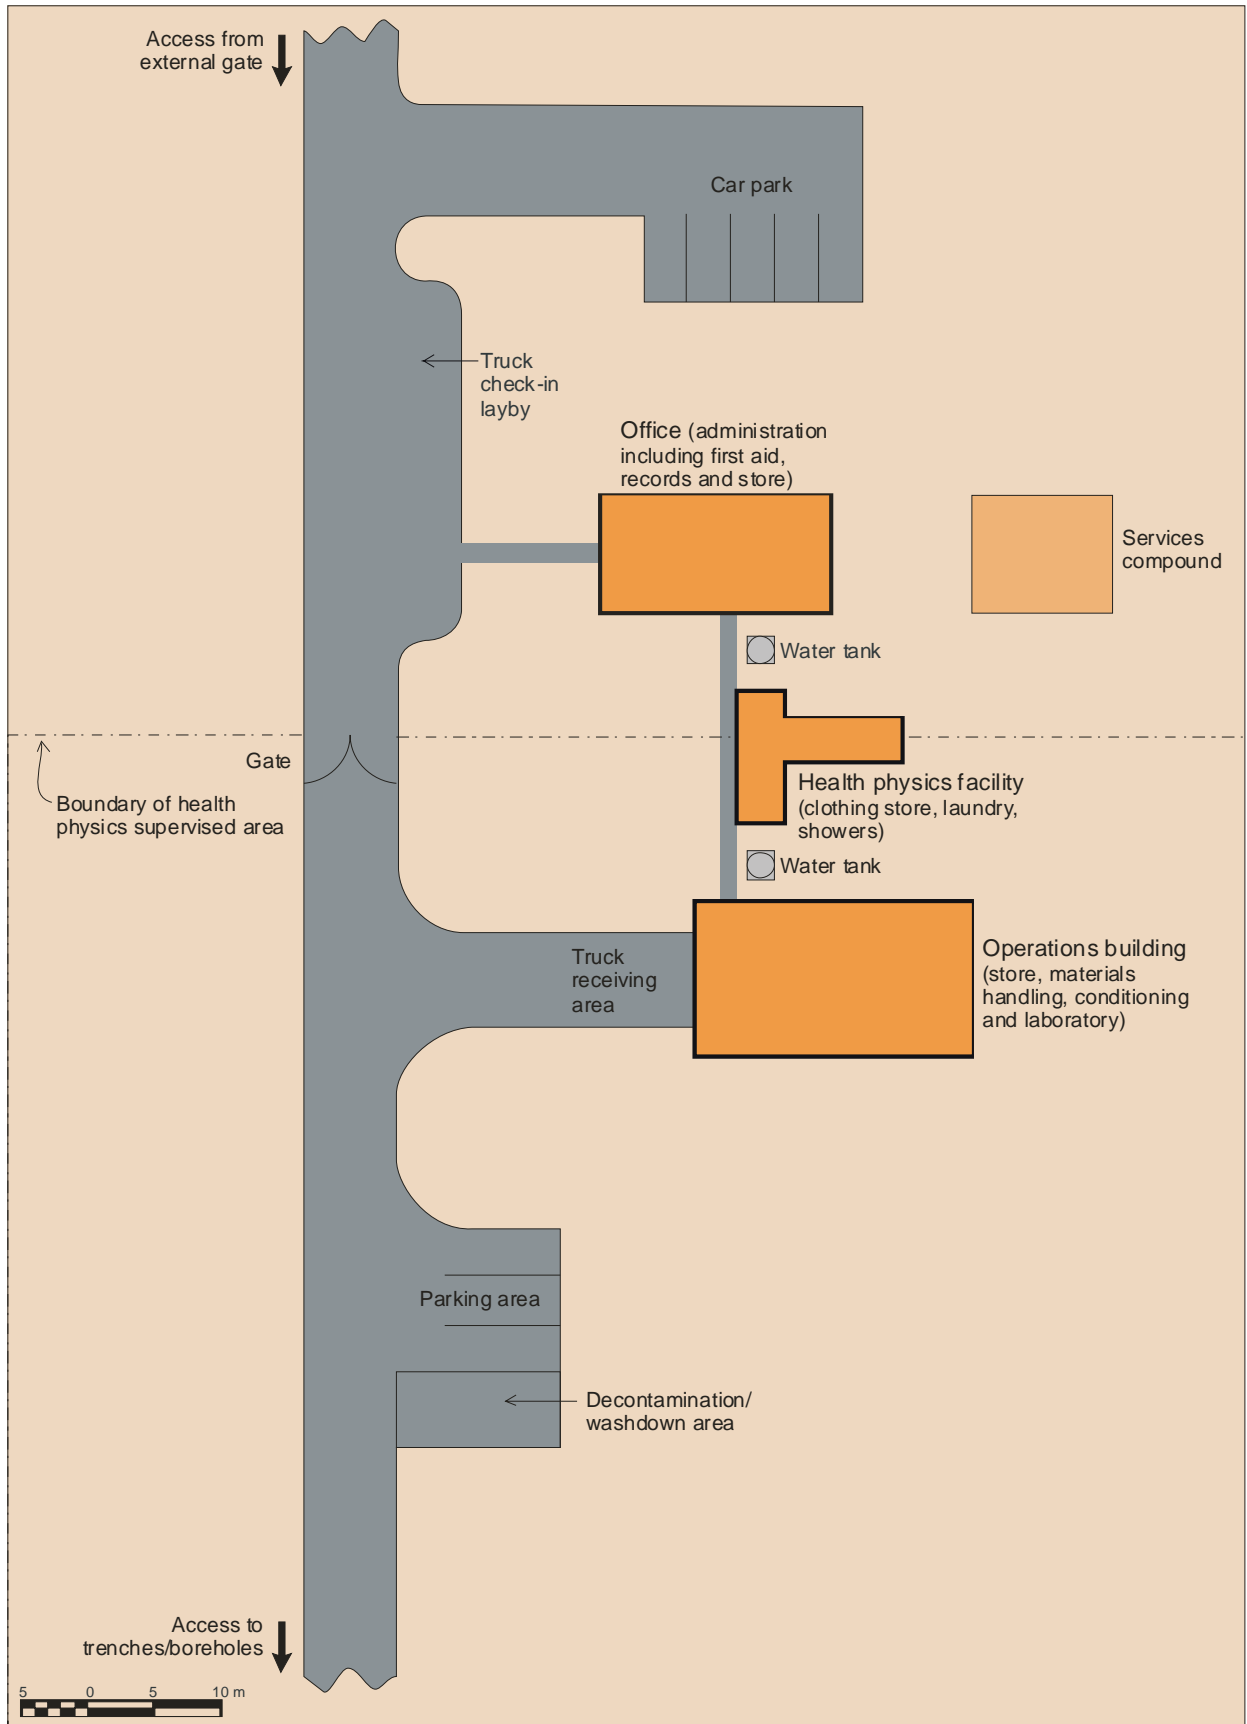 Access from
external gate
Car park
Truck
check-in
layby
Office (administration
including first aid,
records and store)
Services
compound
Water tank
Gate
Boundary of health
physics supervised area
Health physics facility
(clothing store, laundry,
showers)
Water tank
Operations building
(store, materials
handling, conditioning
and laboratory)
Truck
receiving
area
Parking area
Decontamination/
washdown area
Access to
trenches/boreholes
5 0 5 10 m